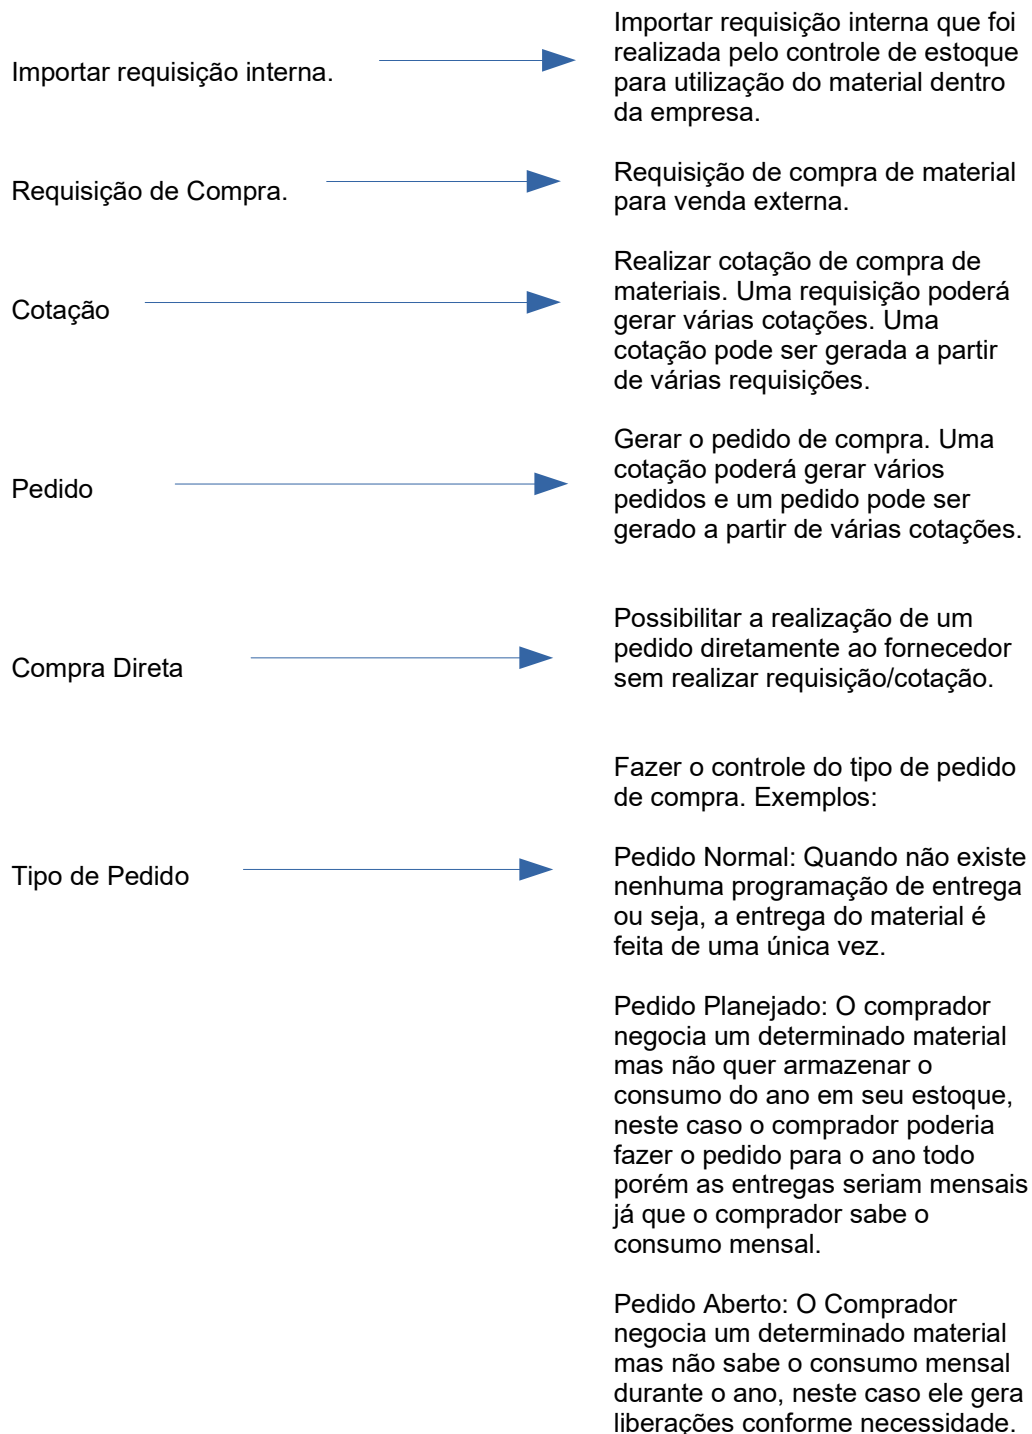 Importar requisição interna.
Importar requisição interna que foi
realizada pelo controle de estoque
para utilização do material dentro
da empresa.
Requisição de Compra.
Requisição de compra de material
para venda externa.
Cotação
Realizar cotação de compra de
materiais. Uma requisição poderá
gerar várias cotações. Uma
cotação pode ser gerada a partir
de várias requisições.
Pedido
Gerar o pedido de compra. Uma
cotação poderá gerar vários
pedidos e um pedido pode ser
gerado a partir de várias cotações.
Compra Direta
Possibilitar a realização de um
pedido diretamente ao fornecedor
sem realizar requisição/cotação.
Tipo de Pedido
Fazer o controle do tipo de pedido
de compra. Exemplos:
Pedido Normal: Quando não existe
nenhuma programação de entrega
ou seja, a entrega do material é
feita de uma única vez.
Pedido Planejado: O comprador
negocia um determinado material
mas não quer armazenar o
consumo do ano em seu estoque,
neste caso o comprador poderia
fazer o pedido para o ano todo
porém as entregas seriam mensais
já que o comprador sabe o
consumo mensal.
Pedido Aberto: O Comprador
negocia um determinado material
mas não sabe o consumo mensal
durante o ano, neste caso ele gera
liberações conforme necessidade.